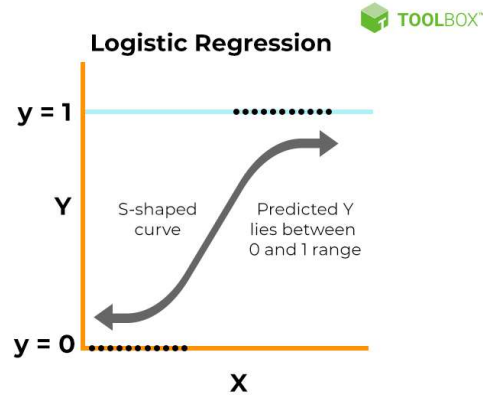 TOOLBOX™
Logistic Regression
y = 1
Y
S-shaped
curve
Predicted Y
lies between
0 and 1 range
y = 0
X